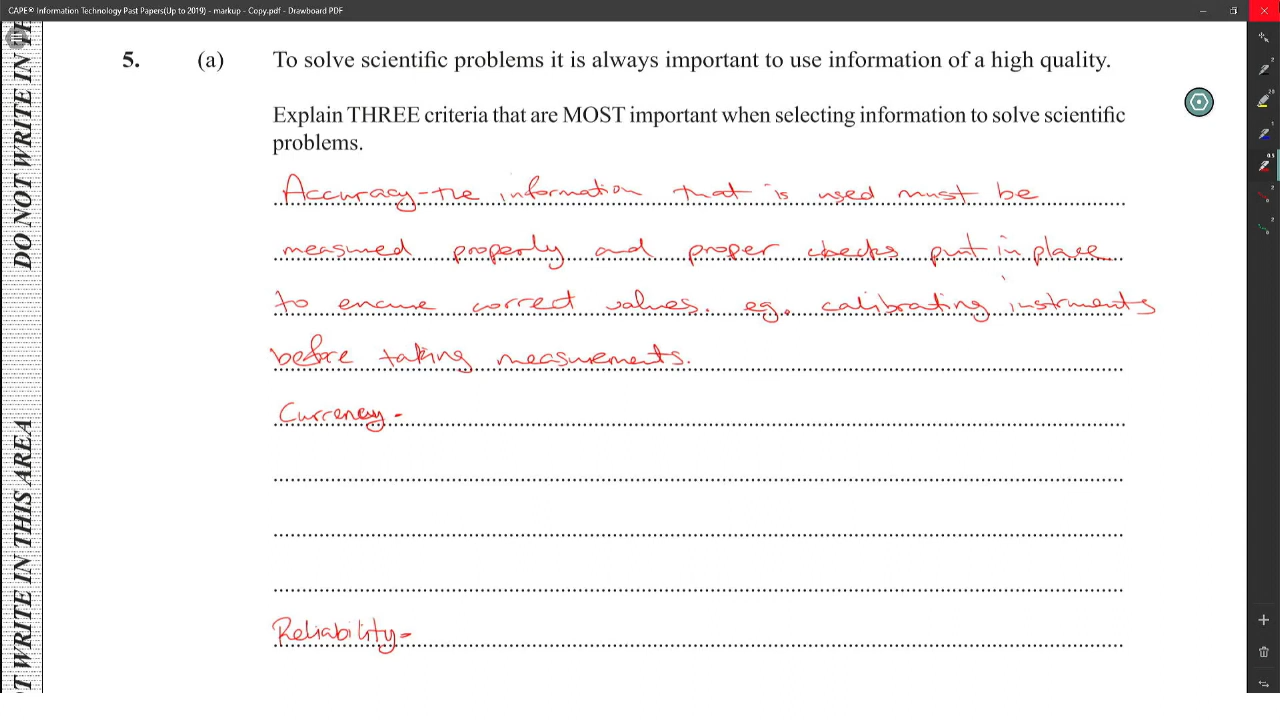 CAPE® Information Technology Past Papers(Up to 2019) - markup - Copy.pdf - Drawboard PDF
5. (a) To solve scientific problems it is always important to use information of a high quality.
Explain THREE criteria that are MOST important when selecting information to solve scientific
problems.
Accuracy - the information that is used must be
measured properly and proper checks put in place
to ensure correct values. eg. calibrating instruments
before taking measurements.
Currency -
Reliability -
DO NOT WRITE IN
T WRITE IN THIS AREA